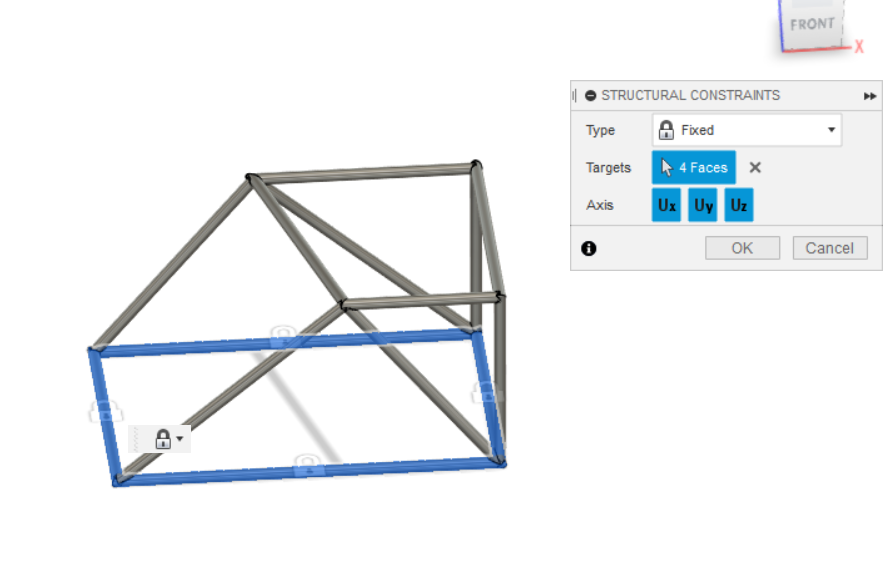 FRONT
X
STRUCTURAL CONSTRAINTS
Type Fixed
Targets 4 Faces
Axis Ux Uy Uz
OK Cancel